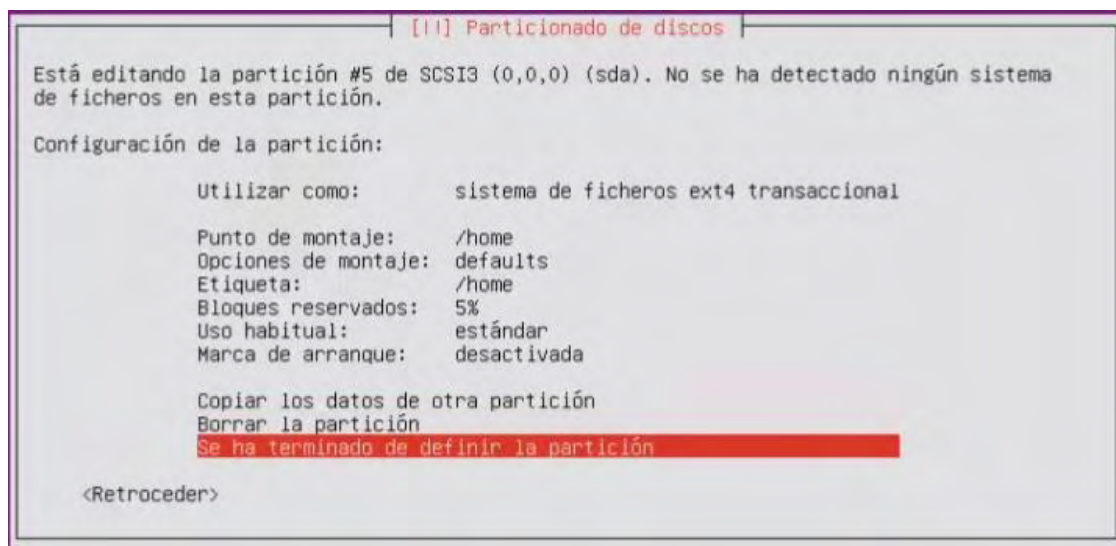 [!!] Particionado de discos
Está editando la partición #5 de SCSI3 (0,0,0) (sda). No se ha detectado ningún sistema
de ficheros en esta partición.
Configuración de la partición:
Utilizar como: sistema de ficheros ext4 transaccional
Punto de montaje: /home
Opciones de montaje: defaults
Etiqueta: /home
Bloques reservados: 5%
Uso habitual: estándar
Marca de arranque: desactivada
Copiar los datos de otra partición
Borrar la partición
Se ha terminado de definir la partición
<Retroceder>